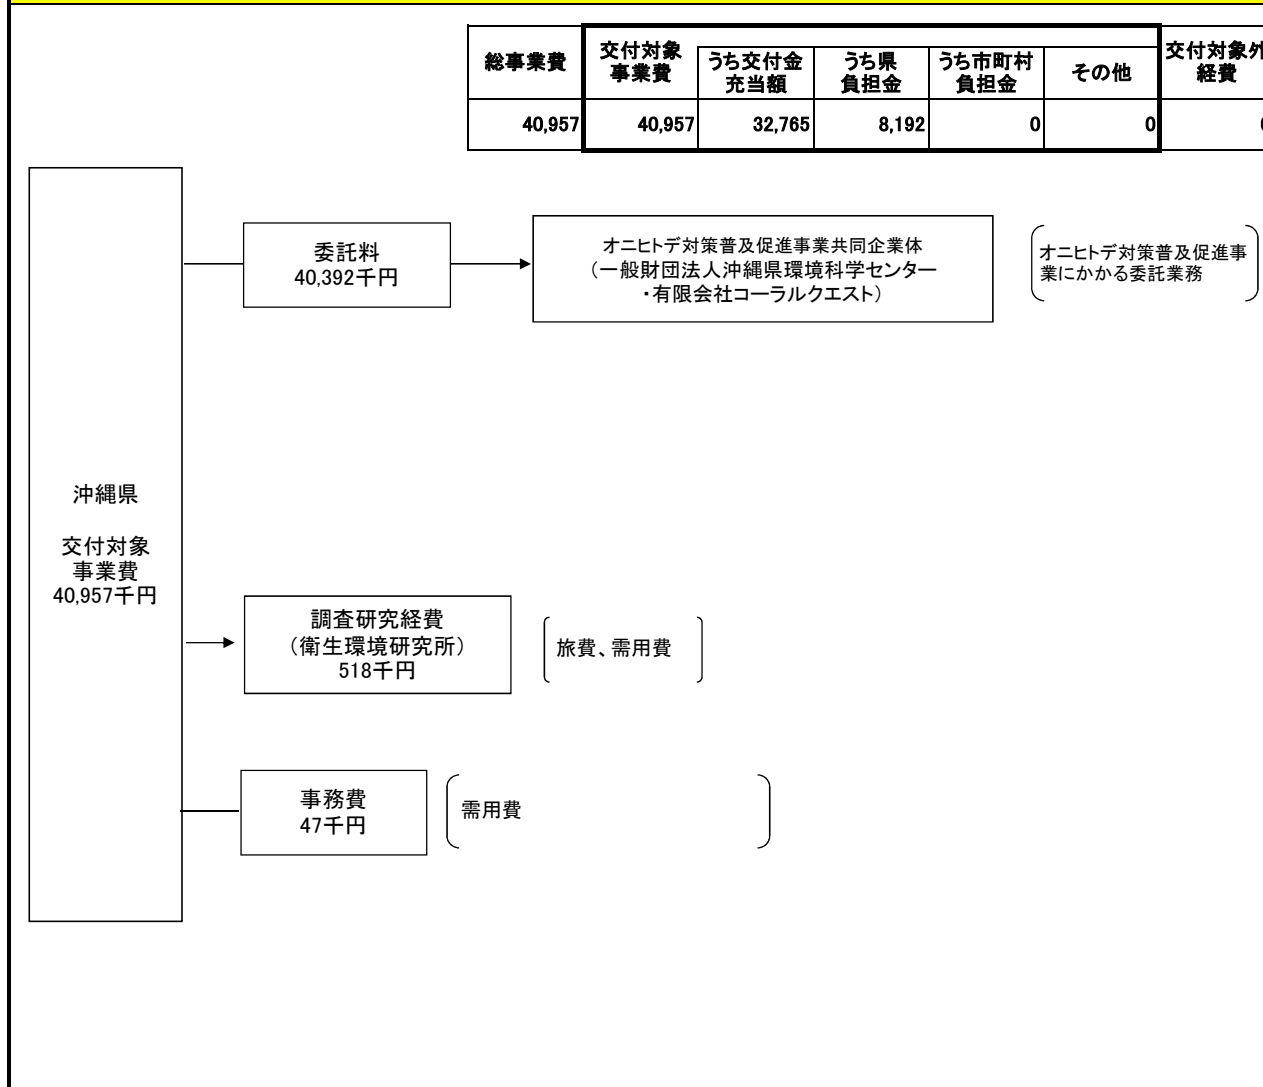 総事業費
交付対象
事業費
うち交付金
充当額
うち県
負担金
うち市町村
負担金
その他
交付対象外
経費
40,957
40,957
32,765
8,192
0
0
委託料
40,392千円
オニヒトデ対策普及促進事業共同企業体
（一般財団法人沖縄県環境科学センター
・有限会社コーラルクエスト）
オニヒトデ対策普及促進事
業にかかる委託業務
沖縄県
交付対象
事業費
40,957千円
調査研究経費
（衛生環境研究所）
518千円
旅費、需用費
事務費
47千円
需用費